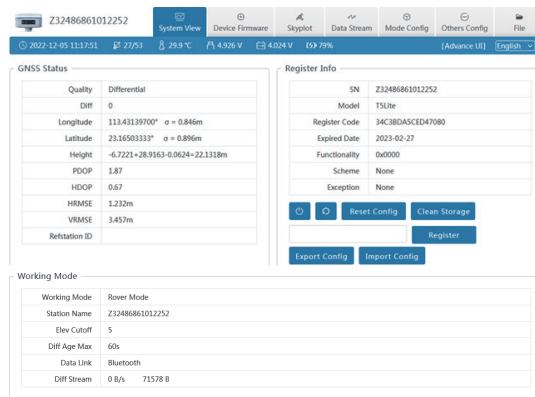 Z32486861012252
System View
Device Firmware
Skyplot
Data Stream
Mode Config
Others Config
File
2022-12-05 11:17:51 27/53 29.9 °C 4.926 V 4.024 V 79% [Advance UI] English
GNSS Status
Quality Differential
Diff 0
Longitude 113.43139700° σ = 0.846m
Latitude 23.16503333° σ = 0.896m
Height -6.7221+28.9163-0.0624=22.1318m
PDOP 1.87
HDOP 0.67
HRMSE 1.232m
VRMSE 3.457m
Refstation ID
Register Info
SN Z32486861012252
Model T5Lite
Register Code 34C3BDA5CED47080
Expired Date 2023-02-27
Functionality 0x0000
Scheme None
Exception None
Reset Config Clean Storage
Register
Export Config Import Config
Working Mode
Working Mode Rover Mode
Station Name Z32486861012252
Elev Cutoff 5
Diff Age Max 60s
Data Link Bluetooth
Diff Stream 0 B/s 71578 B